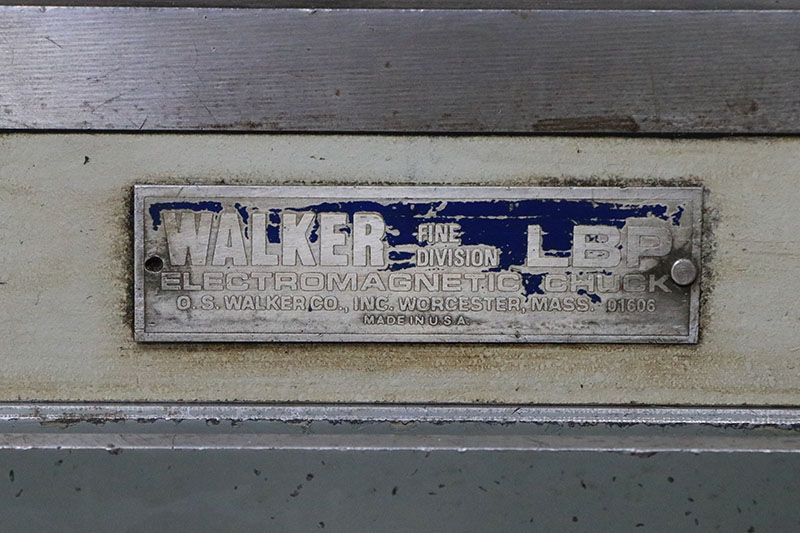 WALKER FINE DIVISION LBP
ELECTROMAGNETIC CHUCK
O. S. WALKER CO., INC. WORCESTER, MASS. 01606
MADE IN U.S.A.